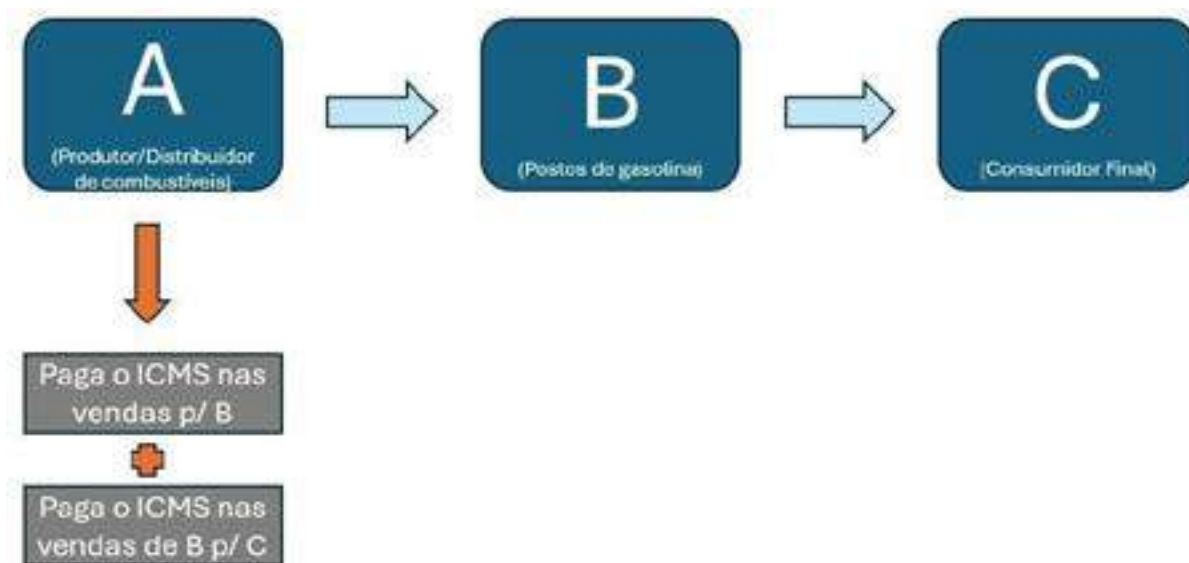 A
(Produtor/Distribuidor
de combustíveis)
B
(Postos de gasolina)
C
(Consumidor Final)
Paga o ICMS nas
vendas p/ B
Paga o ICMS nas
vendas de B p/ C